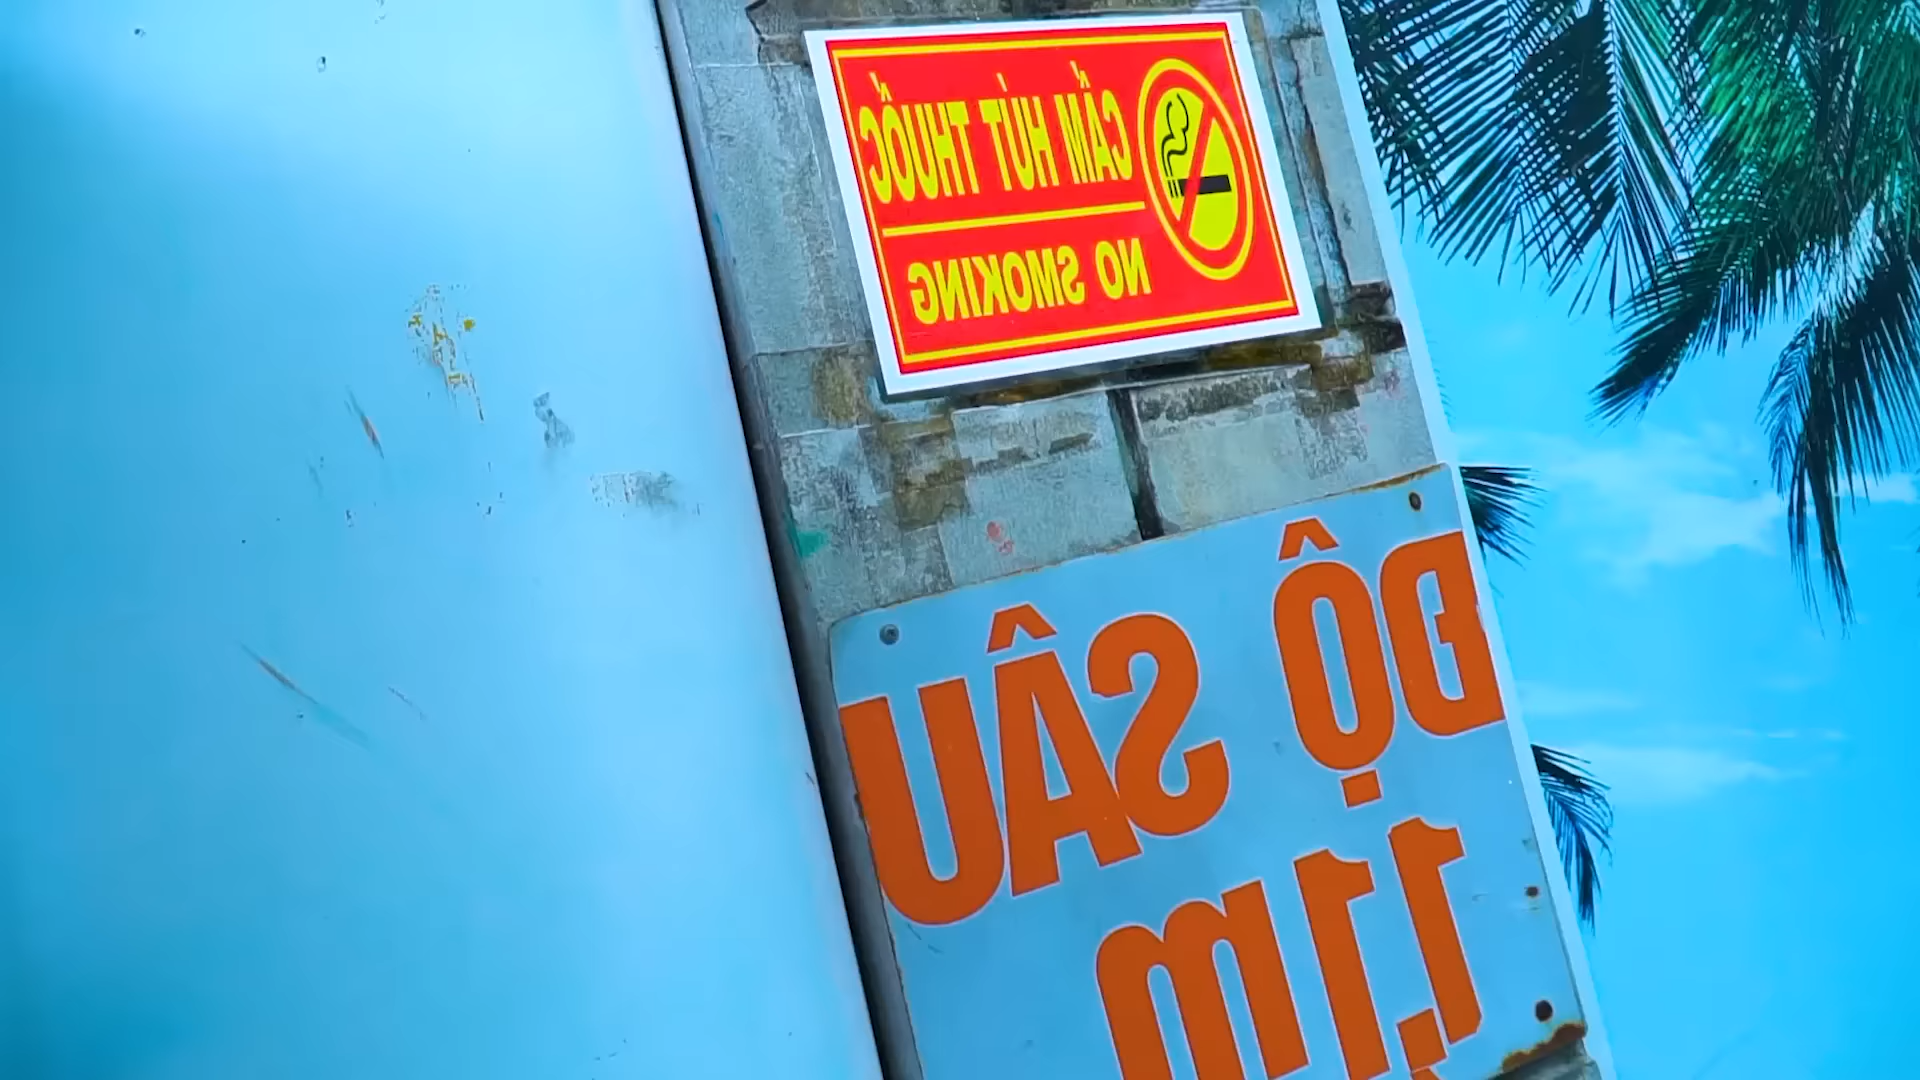 CẤM HÚT THUỐC
NO SMOKING
ĐỘ SÂU
1,1m